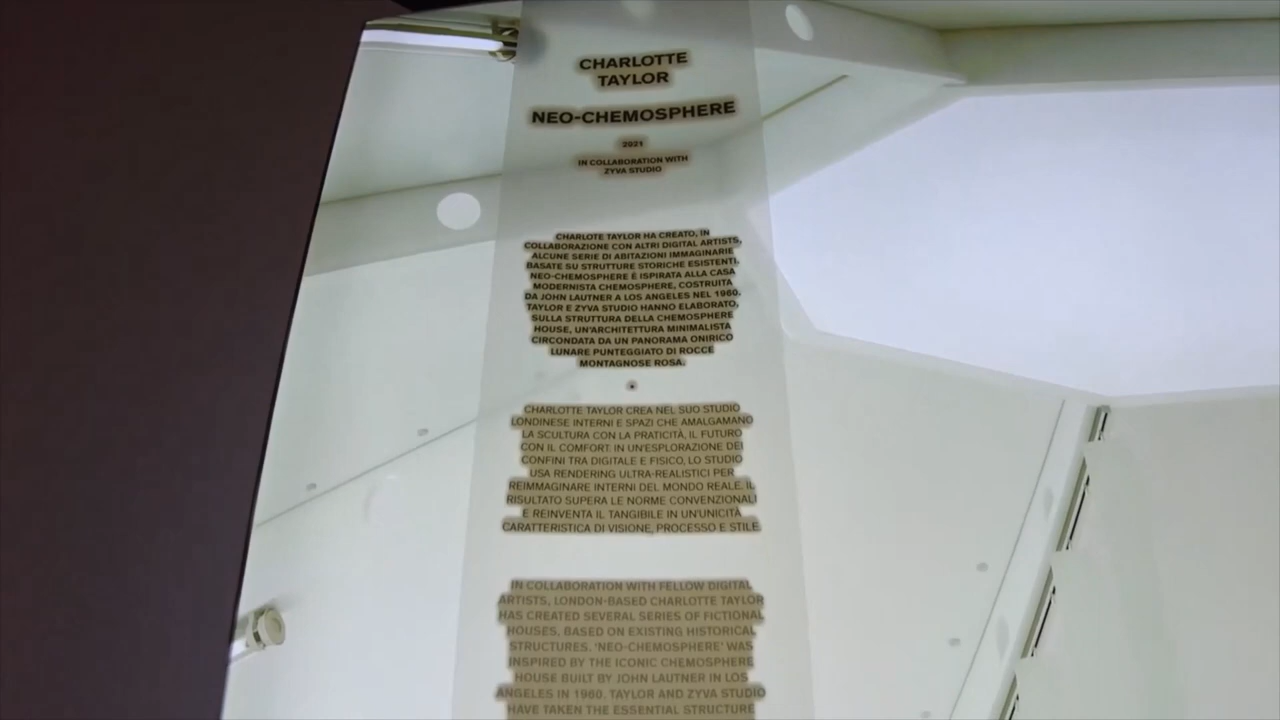 CHARLOTTE
TAYLOR
NEO-CHEMOSPHERE
2021
IN COLLABORATION WITH
ZYVA STUDIO
CHARLOTE TAYLOR HA CREATO, IN
COLLABORAZIONE CON ALTRI DIGITAL ARTISTS,
ALCUNE SERIE DI ABITAZIONI IMMAGINARIE
BASATE SU STRUTTURE STORICHE ESISTENTI.
NEO-CHEMOSPHERE È ISPIRATA ALLA CASA
MODERNISTA CHEMOSPHERE, COSTRUITA
DA JOHN LAUTNER A LOS ANGELES NEL 1960.
TAYLOR E ZYVA STUDIO HANNO ELABORATO,
SULLA STRUTTURA DELLA CHEMOSPHERE
HOUSE, UN'ARCHITETTURA MINIMALISTA
CIRCONDATA DA UN PANORAMA ONIRICO
LUNARE PUNTEGGIATO DI ROCCE
MONTAGNOSE ROSA.
•
CHARLOTTE TAYLOR CREA NEL SUO STUDIO
LONDINESE INTERNI E SPAZI CHE AMALGAMANO
LA SCULTURA CON LA PRATICITÀ, IL FUTURO
CON IL COMFORT. IN UN'ESPLORAZIONE DEI
CONFINI TRA DIGITALE E FISICO, LO STUDIO
USA RENDERING ULTRA-REALISTICI PER
REIMMAGINARE INTERNI DEL MONDO REALE. IL
RISULTATO SUPERA LE NORME CONVENZIONALI
E REINVENTA IL TANGIBILE IN UN'UNICITÀ
CARATTERISTICA DI VISIONE, PROCESSO E STILE.
IN COLLABORATION WITH FELLOW DIGITAL
ARTISTS, LONDON-BASED CHARLOTTE TAYLOR
HAS CREATED SEVERAL SERIES OF FICTIONAL
HOUSES, BASED ON EXISTING HISTORICAL
STRUCTURES. 'NEO-CHEMOSPHERE' WAS
INSPIRED BY THE ICONIC CHEMOSPHERE
HOUSE BUILT BY JOHN LAUTNER IN LOS
ANGELES IN 1960. TAYLOR AND ZYVA STUDIO
HAVE TAKEN THE ESSENTIAL STRUCTURE